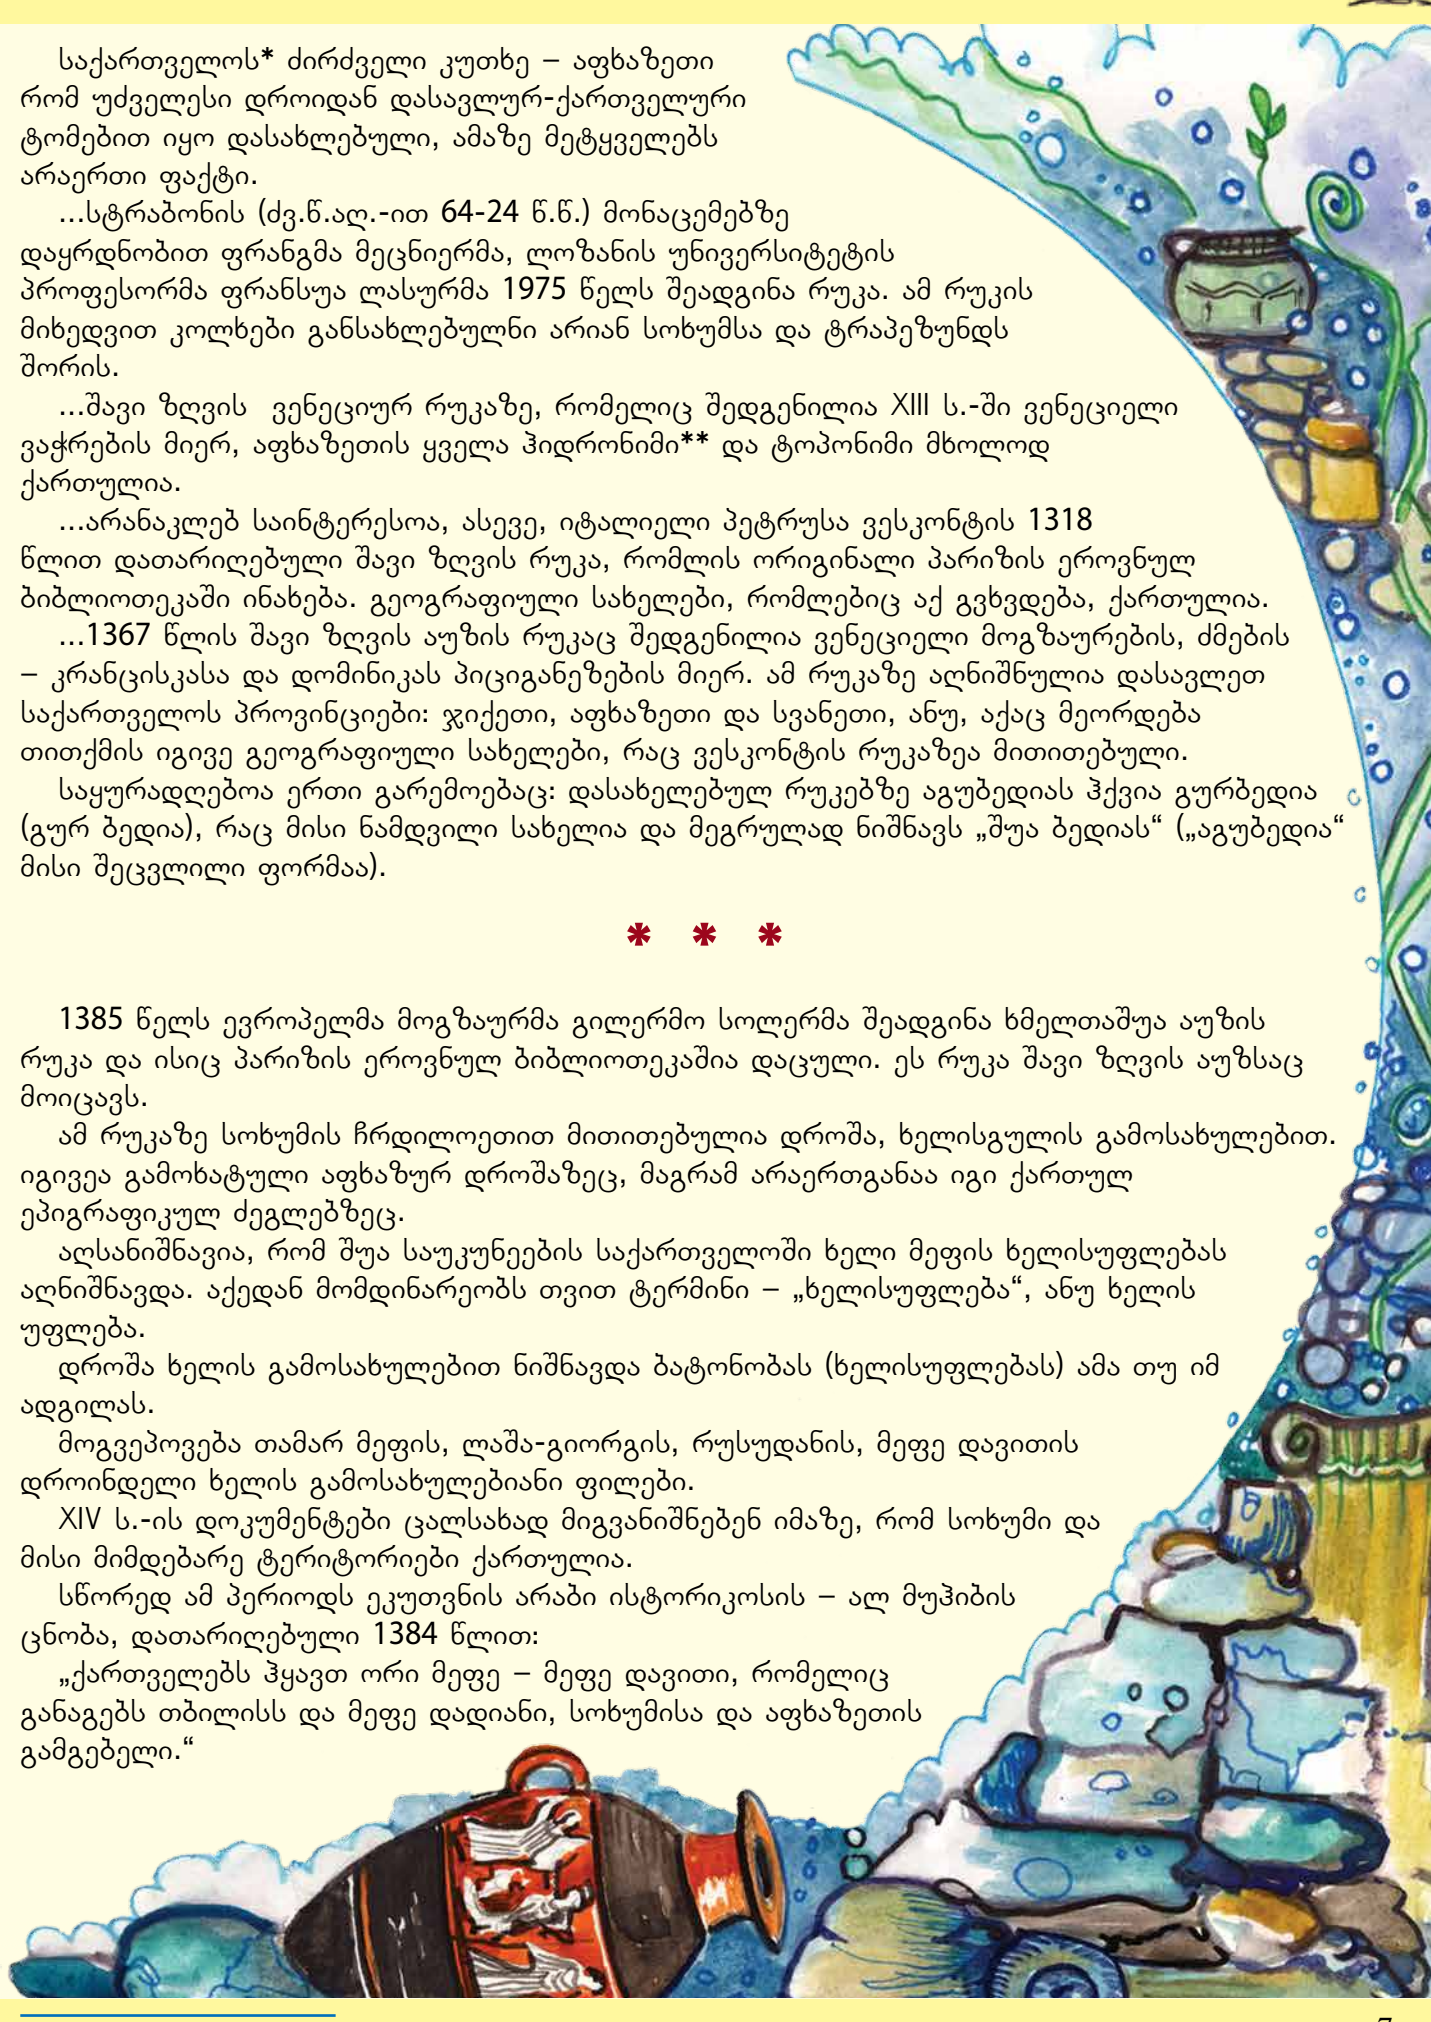 საქართველოს* ძირძველი კუთხე – აფხაზეთი
რომ უძველესი დროიდან დასავლურ-ქართველური
ტომებით იყო დასახლებული, ამაზე მეტყველებს
არაერთი ფაქტი.
...სტრაბონის (ძვ.წ.აღ.-ით 64-24 წ.წ.) მონაცემებზე
დაყრდნობით ფრანგმა მეცნიერმა, ლოზანის უნივერსიტეტის
პროფესორმა ფრანსუა ლასურმა 1975 წელს შეადგინა რუკა. ამ რუკის
მიხედვით კოლხები განსახლებულნი არიან სოხუმსა და ტრაპეზუნდს
შორის.
...შავი ზღვის ვენეციურ რუკაზე, რომელიც შედგენილია XIII ს.-ში ვენეციელი
ვაჭრების მიერ, აფხაზეთის ყველა ჰიდრონიმი** და ტოპონიმი მხოლოდ
ქართულია.
...არანაკლებ საინტერესოა, ასევე, იტალიელი პეტრუსა ვესკონტის 1318
წლით დათარიღებული შავი ზღვის რუკა, რომლის ორიგინალი პარიზის ეროვნულ
ბიბლიოთეკაში ინახება. გეოგრაფიული სახელები, რომლებიც აქ გვხვდება, ქართულია.
...1367 წლის შავი ზღვის აუზის რუკაც შედგენილია ვენეციელი მოგზაურების, ძმების
– კრანცისკასა და დომინიკას პიციგანეზების მიერ. ამ რუკაზე აღნიშნულია დასავლეთ
საქართველოს პროვინციები: ჯიქეთი, აფხაზეთი და სვანეთი, ანუ, აქაც მეორდება
თითქმის იგივე გეოგრაფიული სახელები, რაც ვესკონტის რუკაზეა მითითებული.
საყურადღებოა ერთი გარემოებაც: დასახელებულ რუკებზე აგუბედიას ჰქვია გურბედია
(გურ ბედია), რაც მისი ნამდვილი სახელია და მეგრულად ნიშნავს „შუა ბედიას“ („აგუბედია“
მისი შეცვლილი ფორმაა).
* * *
1385 წელს ევროპელმა მოგზაურმა გილერმო სოლერმა შეადგინა ხმელთაშუა აუზის
რუკა და ისიც პარიზის ეროვნულ ბიბლიოთეკაშია დაცული. ეს რუკა შავი ზღვის აუზსაც
მოიცავს.
ამ რუკაზე სოხუმის ჩრდილოეთით მითითებულია დროშა, ხელისგულის გამოსახულებით.
იგივეა გამოხატული აფხაზურ დროშაზეც, მაგრამ არაერთგანაა იგი ქართულ
ეპიგრაფიკულ ძეგლებზეც.
აღსანიშნავია, რომ შუა საუკუნეების საქართველოში ხელი მეფის ხელისუფლებას
აღნიშნავდა. აქედან მომდინარეობს თვით ტერმინი – „ხელისუფლება“, ანუ ხელის
უფლება.
დროშა ხელის გამოსახულებით ნიშნავდა ბატონობას (ხელისუფლებას) ამა თუ იმ
ადგილას.
მოგვეპოვება თამარ მეფის, ლაშა-გიორგის, რუსუდანის, მეფე დავითის
დროინდელი ხელის გამოსახულებიანი ფილები.
XIV ს.-ის დოკუმენტები ცალსახად მიგვანიშნებენ იმაზე, რომ სოხუმი და
მისი მიმდებარე ტერიტორიები ქართულია.
სწორედ ამ პერიოდს ეკუთვნის არაბი ისტორიკოსის – ალ მუჰიბის
ცნობა, დათარიღებული 1384 წლით:
„ქართველებს ჰყავთ ორი მეფე – მეფე დავითი, რომელიც
განაგებს თბილისს და მეფე დადიანი, სოხუმისა და აფხაზეთის
გამგებელი.“